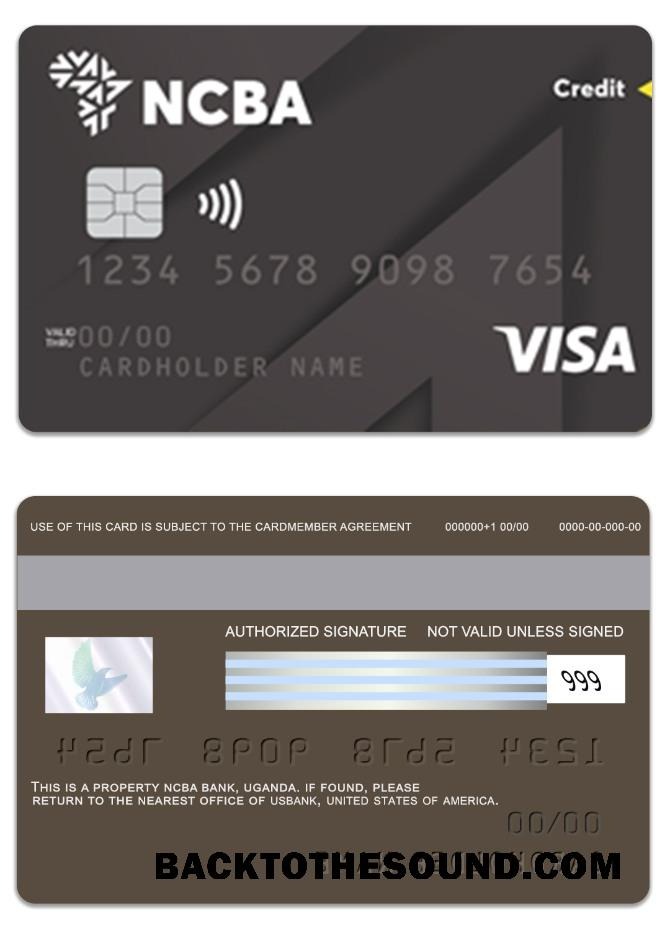 NCBA
Credit
1234 5678 9098 7654
VALID THRU 00/00
CARDHOLDER NAME
VISA
USE OF THIS CARD IS SUBJECT TO THE CARDMEMBER AGREEMENT 000000+1 00/00 0000-00-000-00
AUTHORIZED SIGNATURE NOT VALID UNLESS SIGNED
999
THIS IS A PROPERTY NCBA BANK, UGANDA. IF FOUND, PLEASE
RETURN TO THE NEAREST OFFICE OF USBANK, UNITED STATES OF AMERICA.
00/00
BACKTOTHESOUND.COM